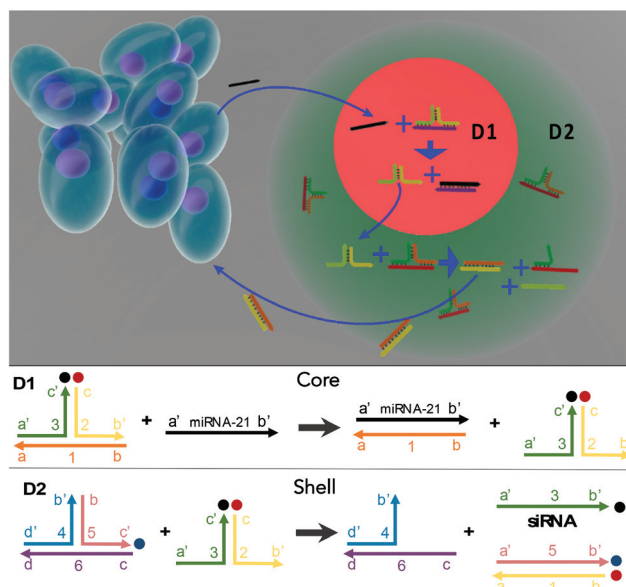 D1 D2
D1 Core
c' c
a' 3 2 b'
a 1 b
+
a' miRNA-21 b'
a' miRNA-21 b'
a 1 b
+
c' c
a' 3 2 b'
D2 Shell
b' b
d' 4 5 c'
d 6 c
+
c' c
a' 3 2 b'
b'
d' 4
d 6 c
+
a' 3 b'
siRNA
a' 5 b'
a 1 b